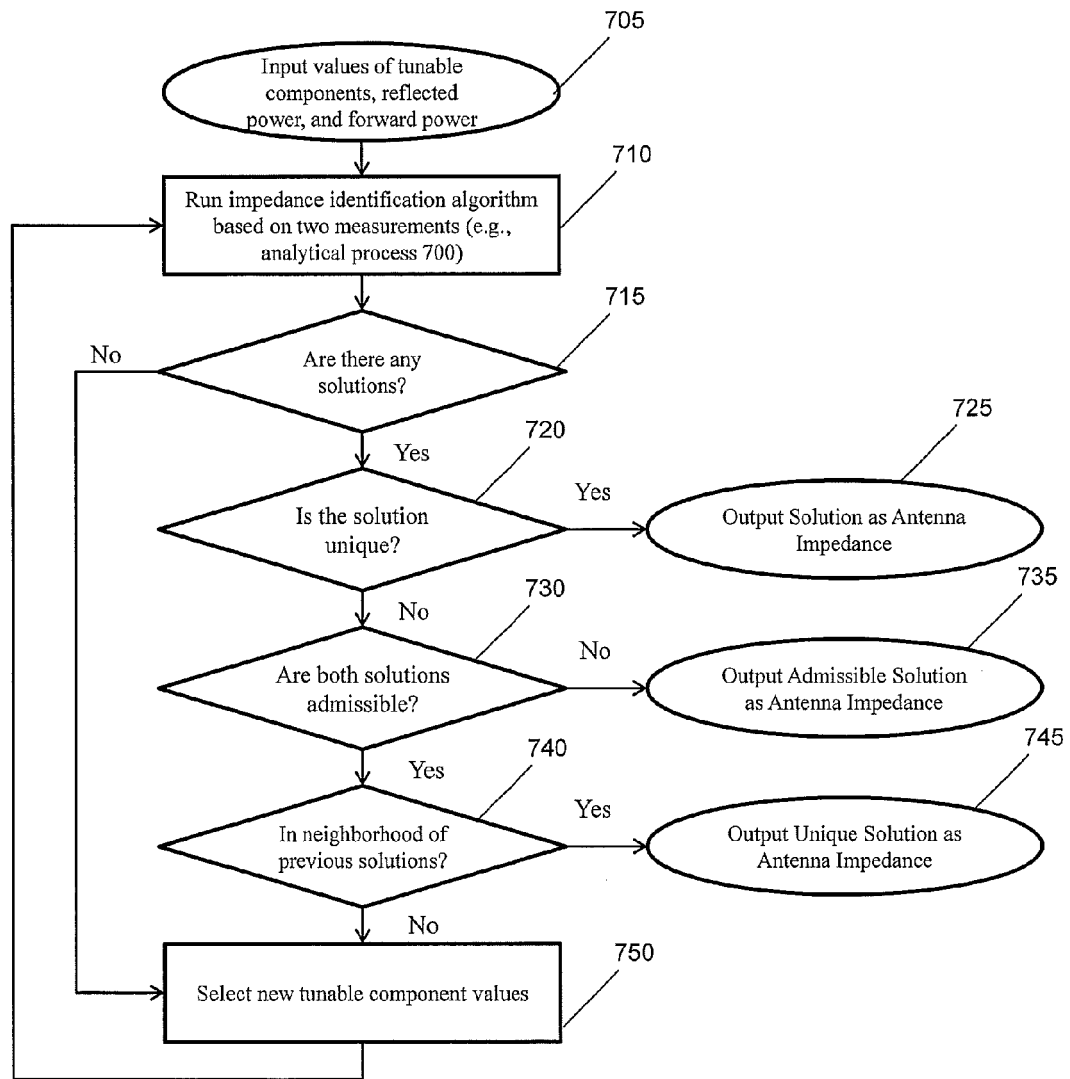 705
Input values of tunable
components, reflected
power, and forward power
710
Run impedance identification algorithm
based on two measurements (e.g.,
analytical process 700)
715
No
Are there any
solutions?
720
725
Yes
Yes
Is the solution
unique?
Output Solution as Antenna
Impedance
730
735
No
No
Are both solutions
admissible?
Output Admissible Solution
as Antenna Impedance
740
745
Yes
Yes
In neighborhood of
previous solutions?
Output Unique Solution as
Antenna Impedance
No
750
Select new tunable component values